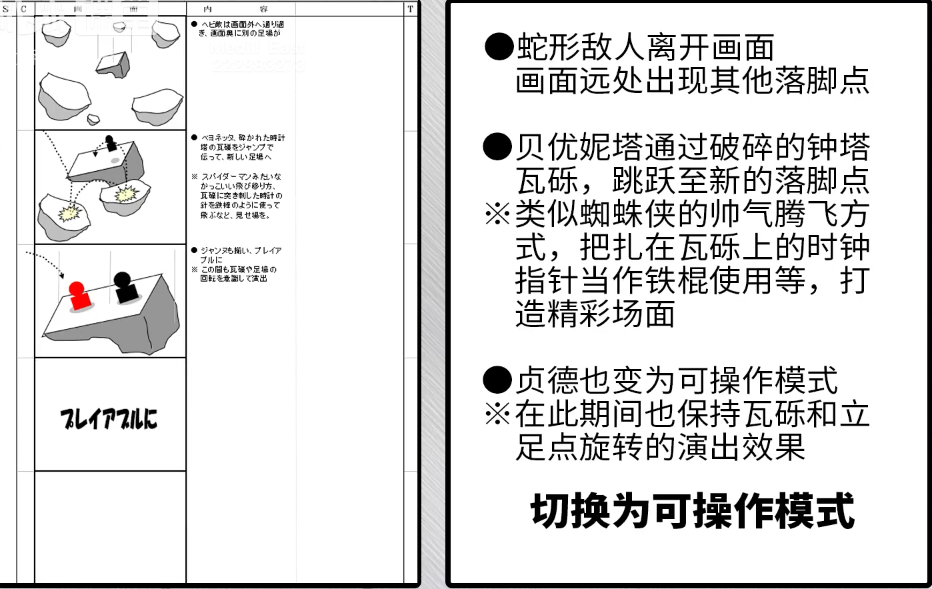 S C 画 面 内 容 T
● ヘビ敵は画面外へ通り過
ぎ、画面奥に別の足場が
● ベヨネッタ、砕かれた時計
塔の瓦礫をジャンプで
伝って、新しい足場へ
※ スパイダーマンみたいな
かっこいい飛び移り方、
瓦礫に突き刺した時計の
針を鉄棒のように使って
飛ぶなど、見せ場を。
● ジャンヌも揃い、プレイア
ブルに
※ この間も瓦礫や足場の
回転を意識して演出
プレイアブルに
●蛇形敌人离开画面
画面远处出现其他落脚点
●贝优妮塔通过破碎的钟塔
瓦砾，跳跃至新的落脚点
※类似蜘蛛侠的帅气腾飞方
式，把扎在瓦砾上的时钟
指针当作铁棍使用等，打
造精彩场面
●贞德也变为可操作模式
※在此期间也保持瓦砾和立
足点旋转的演出效果
切换为可操作模式